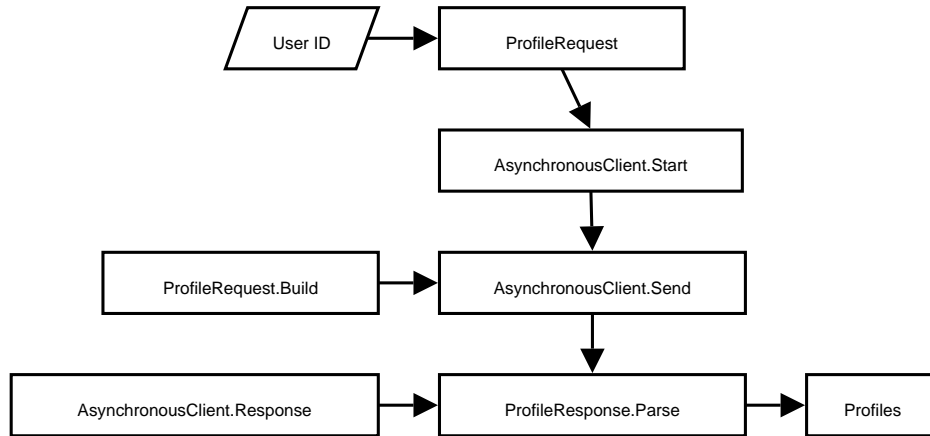 User ID
ProfileRequest
AsynchronousClient.Start
ProfileRequest.Build
AsynchronousClient.Send
AsynchronousClient.Response
ProfileResponse.Parse
Profiles